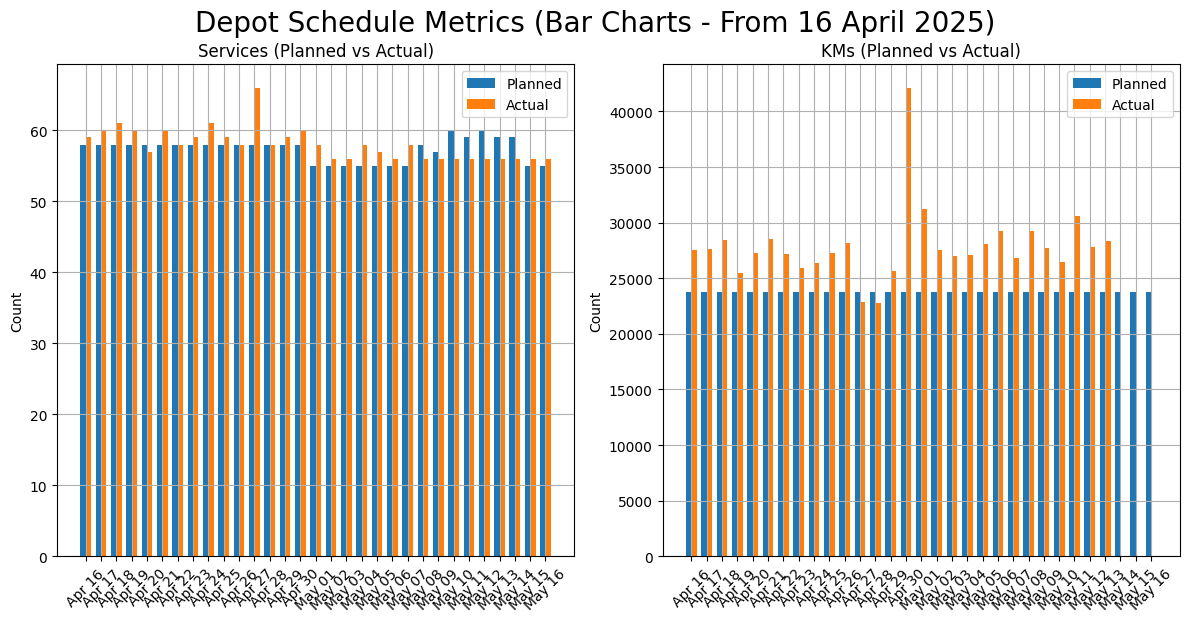 Depot Schedule Metrics (Bar Charts - From 16 April 2025)
Services (Planned vs Actual)
Planned
Actual
60
50
40
30
20
10
0
Count
Apr 16
Apr 17
Apr 18
Apr 19
Apr 20
Apr 21
Apr 22
Apr 23
Apr 24
Apr 25
Apr 26
Apr 27
Apr 28
Apr 29
Apr 30
May 01
May 02
May 03
May 04
May 05
May 06
May 07
May 08
May 09
May 10
May 11
May 12
May 13
May 14
May 15
May 16
KMs (Planned vs Actual)
Planned
Actual
40000
35000
30000
25000
20000
15000
10000
5000
0
Count
Apr 16
Apr 17
Apr 18
Apr 19
Apr 20
Apr 21
Apr 22
Apr 23
Apr 24
Apr 25
Apr 26
Apr 27
Apr 28
Apr 29
Apr 30
May 01
May 02
May 03
May 04
May 05
May 06
May 07
May 08
May 09
May 10
May 11
May 12
May 13
May 14
May 15
May 16